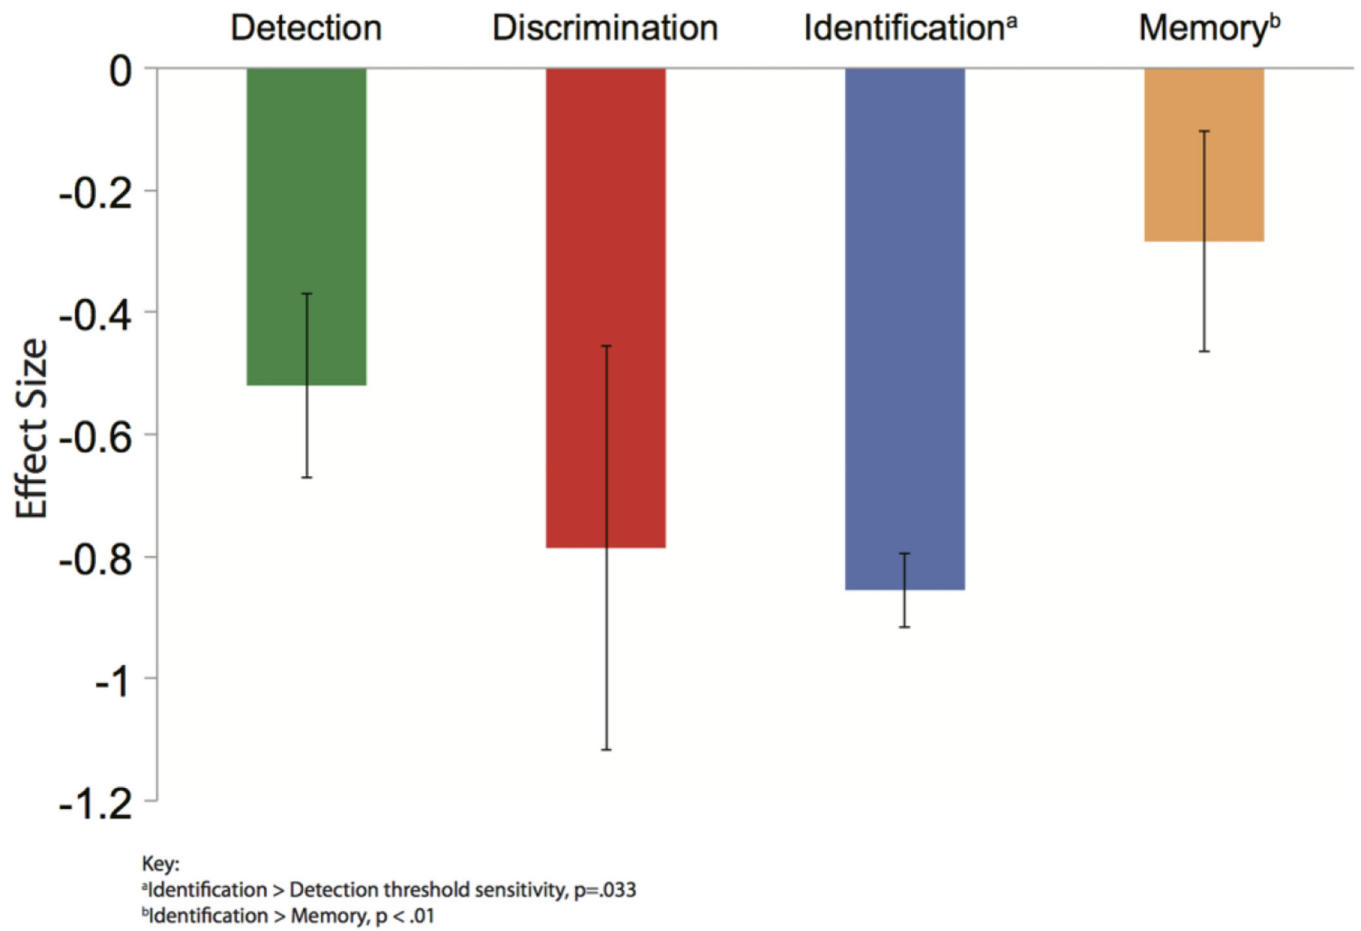 Detection Discrimination Identificationᵃ Memoryᵇ
0
-0.2
-0.4
-0.6
-0.8
-1
-1.2
Effect Size
Key:
ᵃIdentification > Detection threshold sensitivity, p=.033
ᵇIdentification > Memory, p < .01